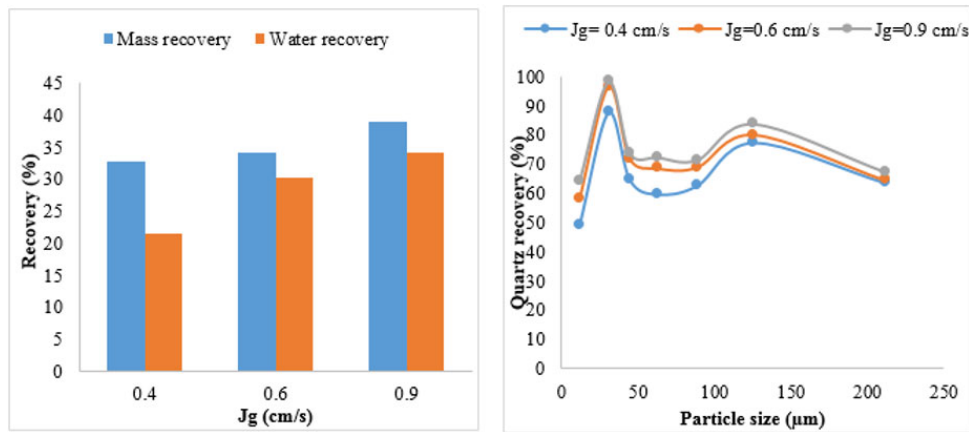 Mass recovery Water recovery
Recovery (%)
45
40
35
30
25
20
15
10
5
0
0.4 0.6 0.9
Jg (cm/s)
Jg= 0.4 cm/s Jg=0.6 cm/s Jg=0.9 cm/s
Quartz recovery (%)
100
90
80
70
60
50
40
30
20
10
0
0 50 100 150 200 250
Particle size (µm)